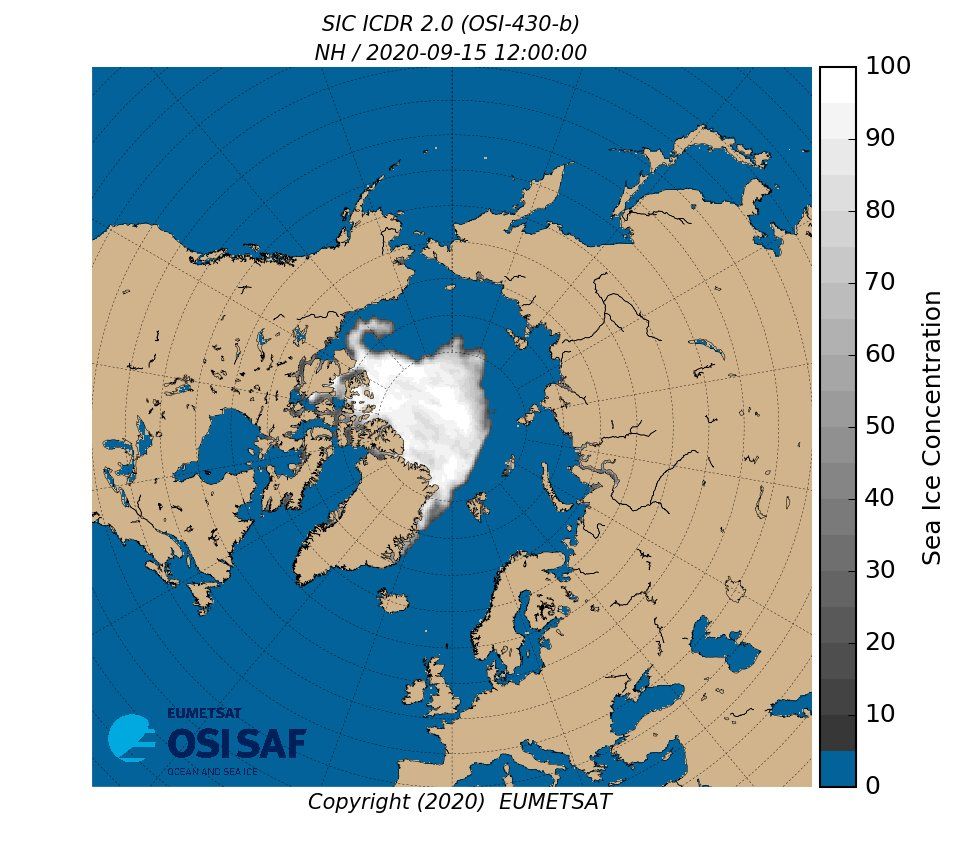 SIC ICDR 2.0 (OSI-430-b)
NH / 2020-09-15 12:00:00
100
90
80
70
60
50
40
30
20
10
0
Sea Ice Concentration
EUMETSAT
OSI SAF
OCEAN AND SEA ICE
Copyright (2020)  EUMETSAT